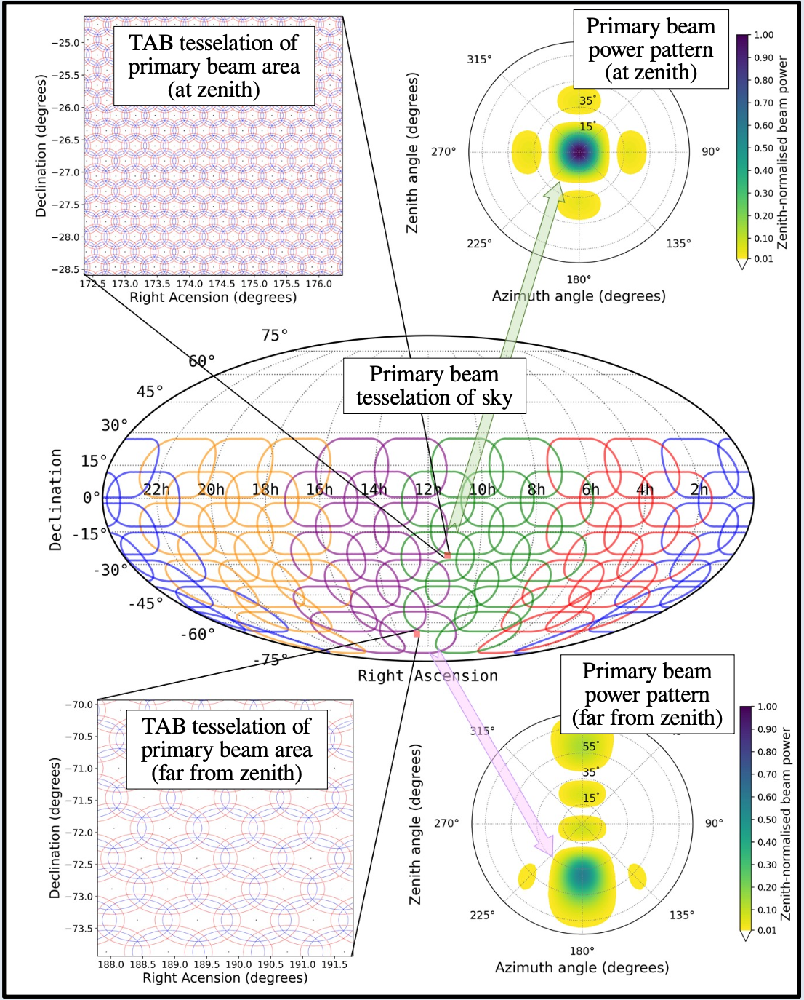 TAB tesselation of
primary beam area
(at zenith)
Declination (degrees)
−25.0
−25.5
−26.0
−26.5
−27.0
−27.5
−28.0
−28.5
172.5 173.0 173.5 174.0 174.5 175.0 175.5 176.0
Right Acension (degrees)
Primary beam
power pattern
(at zenith)
Zenith angle (degrees)
315°
270°
225°
180°
135°
90°
35°
15°
Azimuth angle (degrees)
1.00
0.90
0.80
0.70
0.60
0.50
0.40
0.30
0.20
0.10
0.01
Zenith-normalised beam power
Primary beam
tesselation of sky
Declination
75°
60°
45°
30°
15°
0°
-15°
-30°
-45°
-60°
-75°
22h 20h 18h 16h 14h 12h 10h 8h 6h 4h 2h
Right Ascension
TAB tesselation of
primary beam area
(far from zenith)
Declination (degrees)
−70.0
−70.5
−71.0
−71.5
−72.0
−72.5
−73.0
−73.5
188.0 188.5 189.0 189.5 190.0 190.5 191.0 191.5
Right Acension (degrees)
Primary beam
power pattern
(far from zenith)
Zenith angle (degrees)
315°
270°
225°
180°
135°
90°
55°
35°
15°
Azimuth angle (degrees)
1.00
0.90
0.80
0.70
0.60
0.50
0.40
0.30
0.20
0.10
0.01
Zenith-normalised beam power